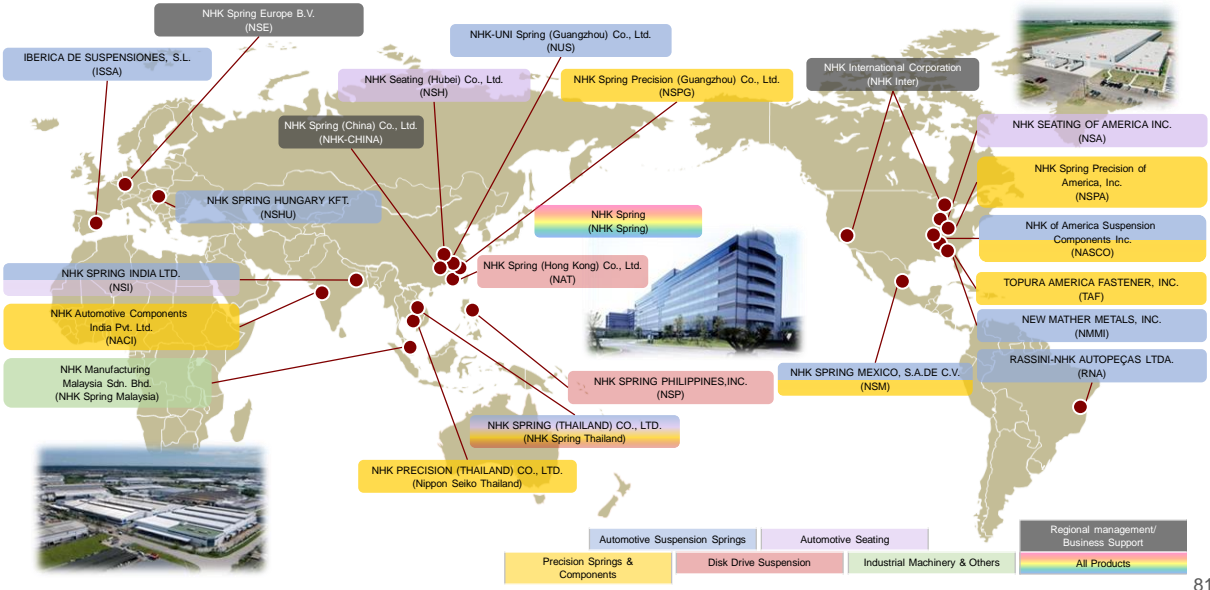 NHK Spring Europe B.V.
(NSE)
IBERICA DE SUSPENSIONES, S.L.
(ISSA)
NHK-UNI Spring (Guangzhou) Co., Ltd.
(NUS)
NHK Seating (Hubei) Co., Ltd.
(NSH)
NHK Spring Precision (Guangzhou) Co., Ltd.
(NSPG)
NHK International Corporation
(NHK Inter)
NHK Spring (China) Co., Ltd.
(NHK-CHINA)
NHK SEATING OF AMERICA INC.
(NSA)
NHK Spring Precision of
America, Inc.
(NSPA)
NHK SPRING HUNGARY KFT.
(NSHU)
NHK Spring
(NHK Spring)
NHK of America Suspension
Components Inc.
(NASCO)
NHK SPRING INDIA LTD.
(NSI)
NHK Spring (Hong Kong) Co., Ltd.
(NAT)
TOPURA AMERICA FASTENER, INC.
(TAF)
NHK Automotive Components
India Pvt. Ltd.
(NACI)
NEW MATHER METALS, INC.
(NMMI)
NHK Manufacturing
Malaysia Sdn. Bhd.
(NHK Spring Malaysia)
NHK SPRING PHILIPPINES,INC.
(NSP)
NHK SPRING MEXICO, S.A.DE C.V.
(NSM)
RASSINI-NHK AUTOPEÇAS LTDA.
(RNA)
NHK SPRING (THAILAND) CO., LTD.
(NHK Spring Thailand)
NHK PRECISION (THAILAND) CO., LTD.
(Nippon Seiko Thailand)
Automotive Suspension Springs
Automotive Seating
Regional management/
Business Support
Precision Springs &
Components
Disk Drive Suspension
Industrial Machinery & Others
All Products
81